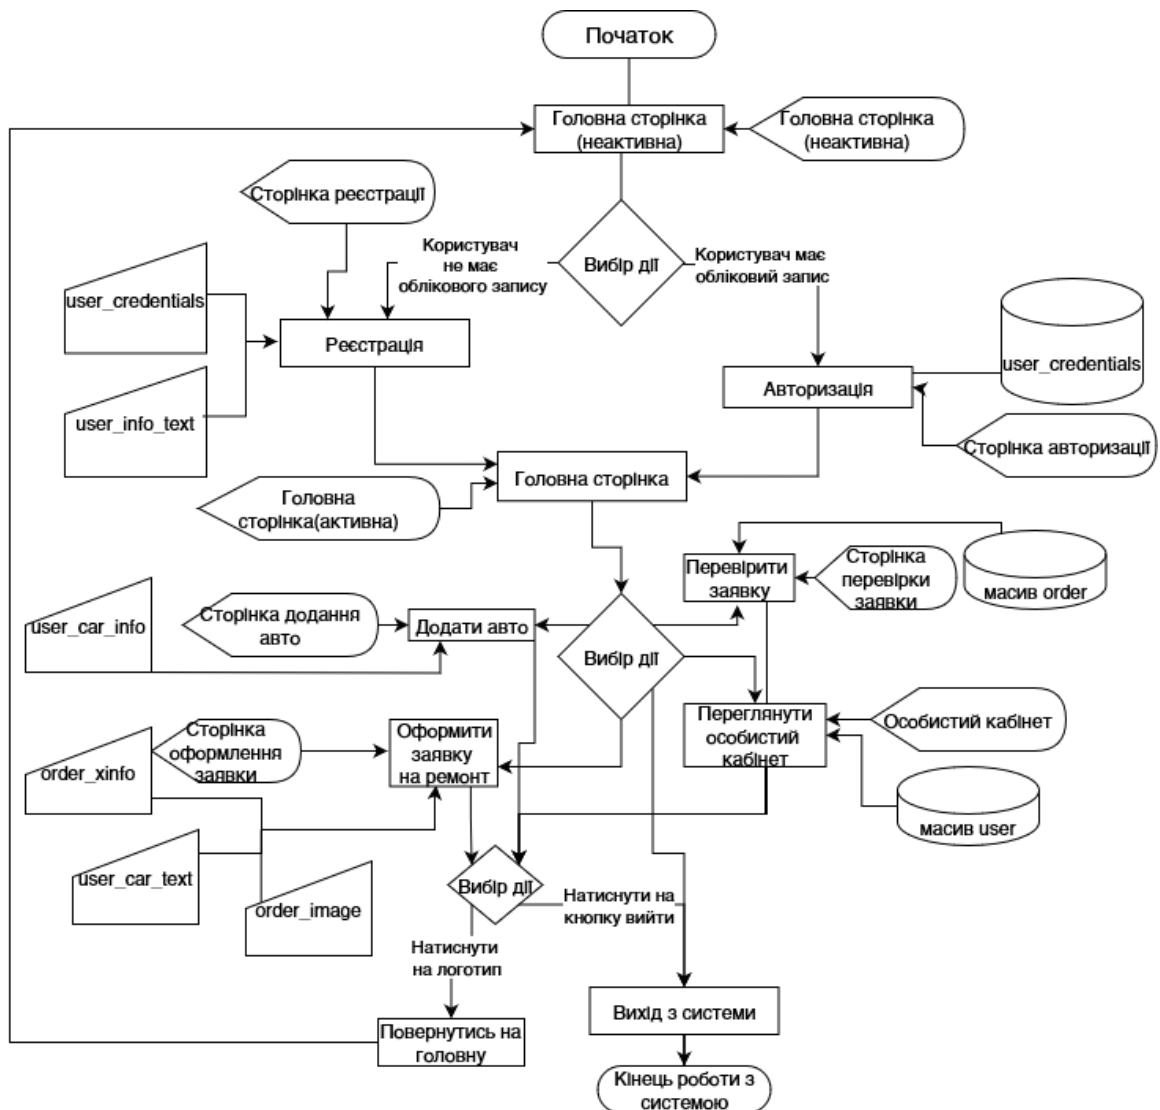 Початок
Головна сторінка
(неактивна)
Головна сторінка
(неактивна)
Сторінка реєстрації
Користувач
не має
облікового запису
Вибір дії
Користувач має
обліковий запис
user_credentials
Реєстрація
user_credentials
Авторизація
user_info_text
Сторінка авторизації
Головна сторінка
Головна
сторінка(активна)
Перевірити
заявку
Сторінка
перевірки
заявки
масив order
user_car_info
Сторінка додання
авто
Додати авто
Вибір дії
Переглянути
особистий
кабінет
Особистий кабінет
Сторінка
оформлення
заявки
Оформити
заявку
на ремонт
order_xinfo
масив user
user_car_text
order_image
Вибір дії
Натиснути на
кнопку вийти
Натиснути
на логотип
Вихід з системи
Повернутись на
головну
Кінець роботи з
системою